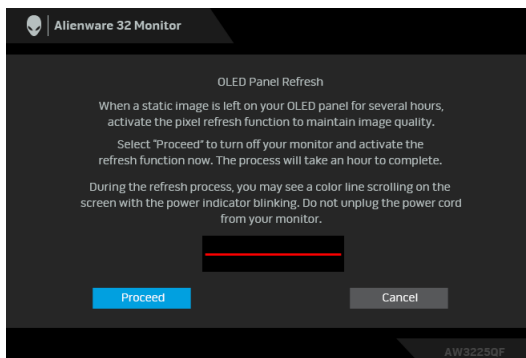 Alienware 32 Monitor
OLED Panel Refresh
When a static image is left on your OLED panel for several hours,
activate the pixel refresh function to maintain image quality.
Select "Proceed" to turn off your monitor and activate the
refresh function now. The process will take an hour to complete.
During the refresh process, you may see a color line scrolling on the
screen with the power indicator blinking. Do not unplug the power cord
from your monitor.
Proceed
Cancel
AW3225QF